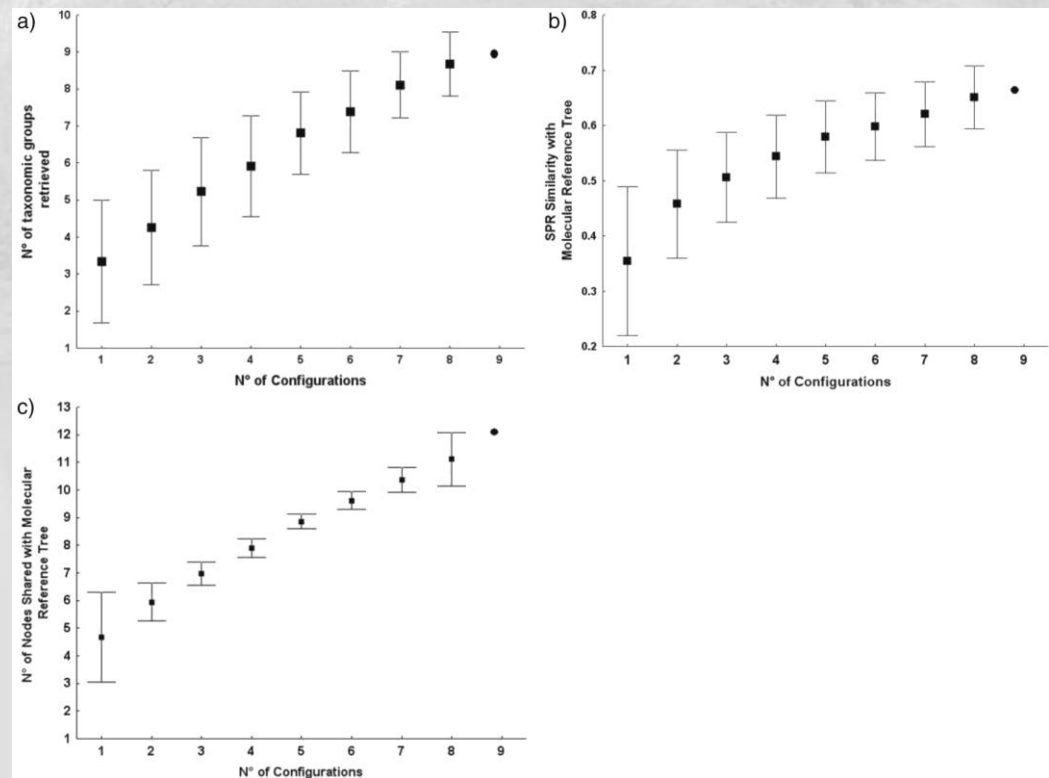 a)
N° of taxonomic groups
retrieved
10
9
8
7
6
5
4
3
2
1
1 2 3 4 5 6 7 8 9
N° of Configurations
b)
SPR Similarity with
Molecular Reference Tree
0.8
0.7
0.6
0.5
0.4
0.3
0.2
1 2 3 4 5 6 7 8 9
N° of Configurations
c)
N° of Nodes Shared with Molecular
Reference Tree
13
12
11
10
9
8
7
6
5
4
3
2
1
1 2 3 4 5 6 7 8 9
N° of Configurations